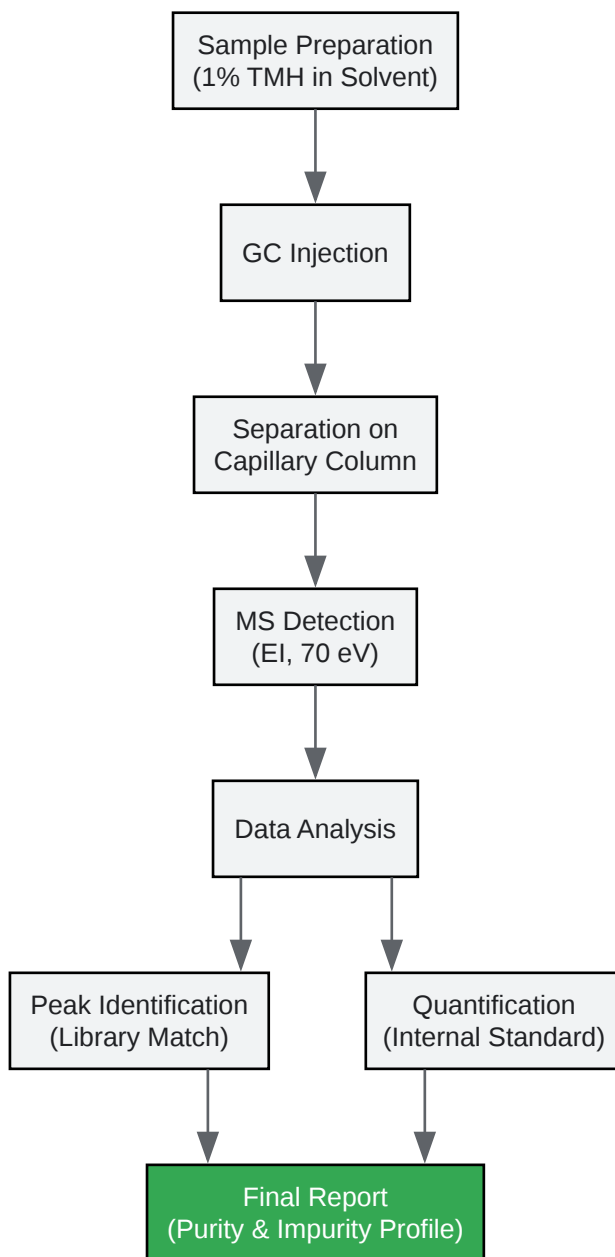 Sample Preparation
(1% TMH in Solvent)
GC Injection
Separation on
Capillary Column
MS Detection
(EI, 70 eV)
Data Analysis
Peak Identification
(Library Match)
Quantification
(Internal Standard)
Final Report
(Purity & Impurity Profile)